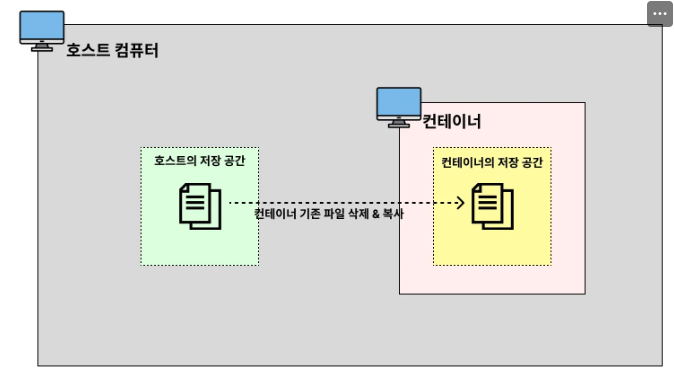 호스트 컴퓨터
컨테이너
호스트의 저장 공간
컨테이너의 저장 공간
컨테이너 기존 파일 삭제 & 복사